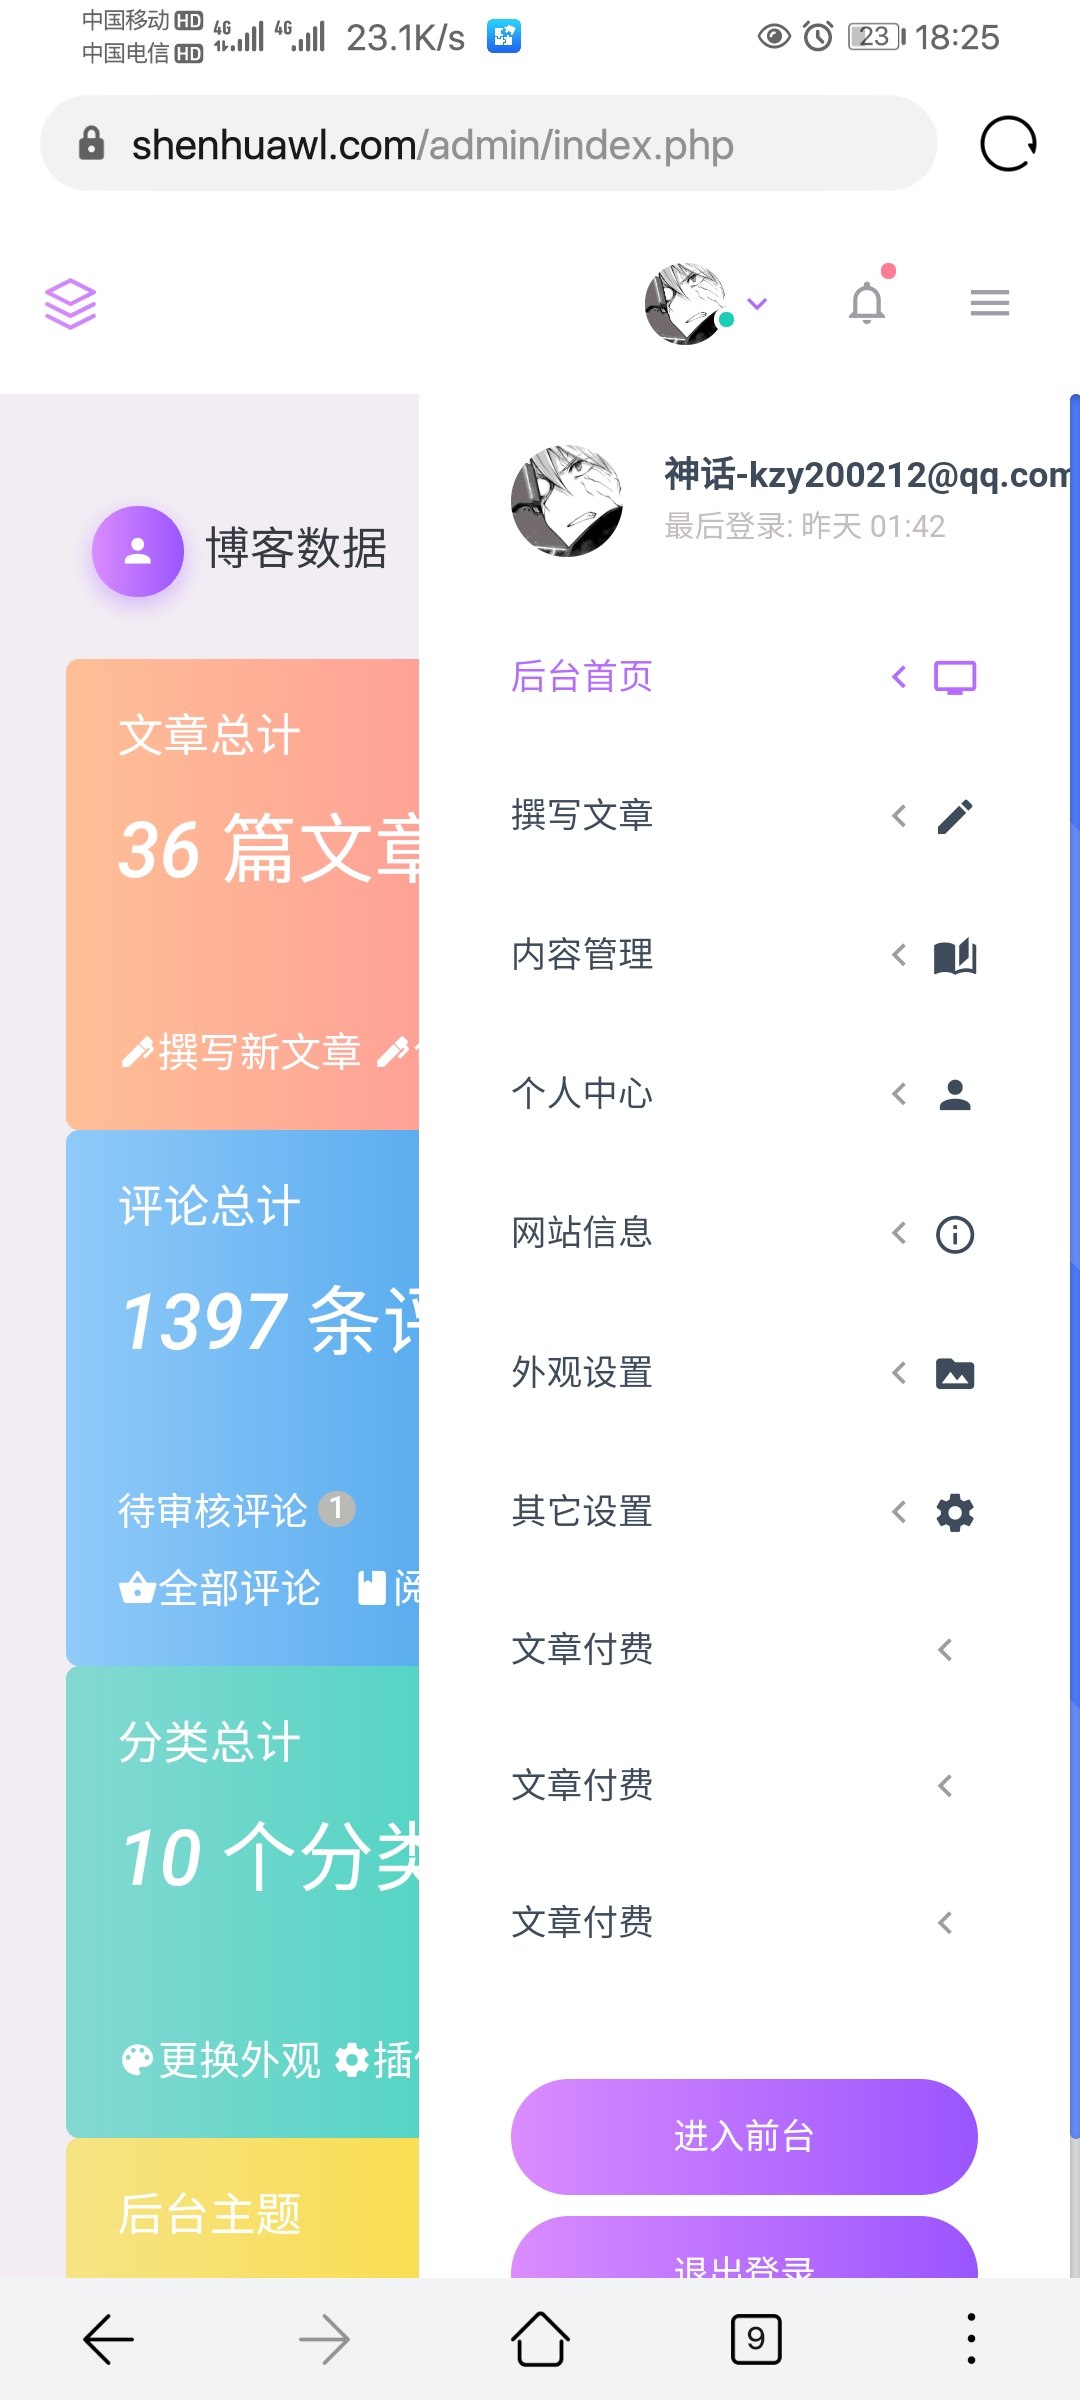 中国移动 HD 4G 4G 23.1K/s 23 18:25
中国电信 HD
shenhuawl.com/admin/index.php
神话-kzy200212@qq.com
最后登录: 昨天 01:42
博客数据
文章总计
36 篇文章
撰写新文章
评论总计
1397 条评
待审核评论 1
全部评论 阅
分类总计
10 个分类
更换外观 插
后台主题
后台首页
撰写文章
内容管理
个人中心
网站信息
外观设置
其它设置
文章付费
文章付费
文章付费
进入前台
退出登录
9